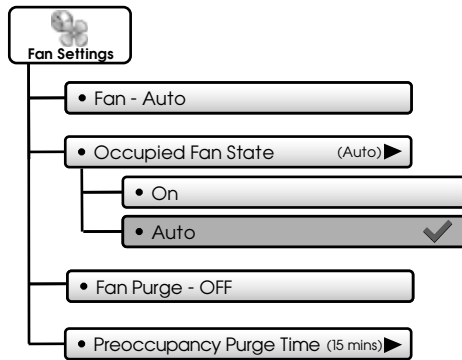 Fan Settings
• Fan - Auto
• Occupied Fan State (Auto)▶
• On
• Auto
• Fan Purge - OFF
• Preoccupancy Purge Time (15 mins)▶